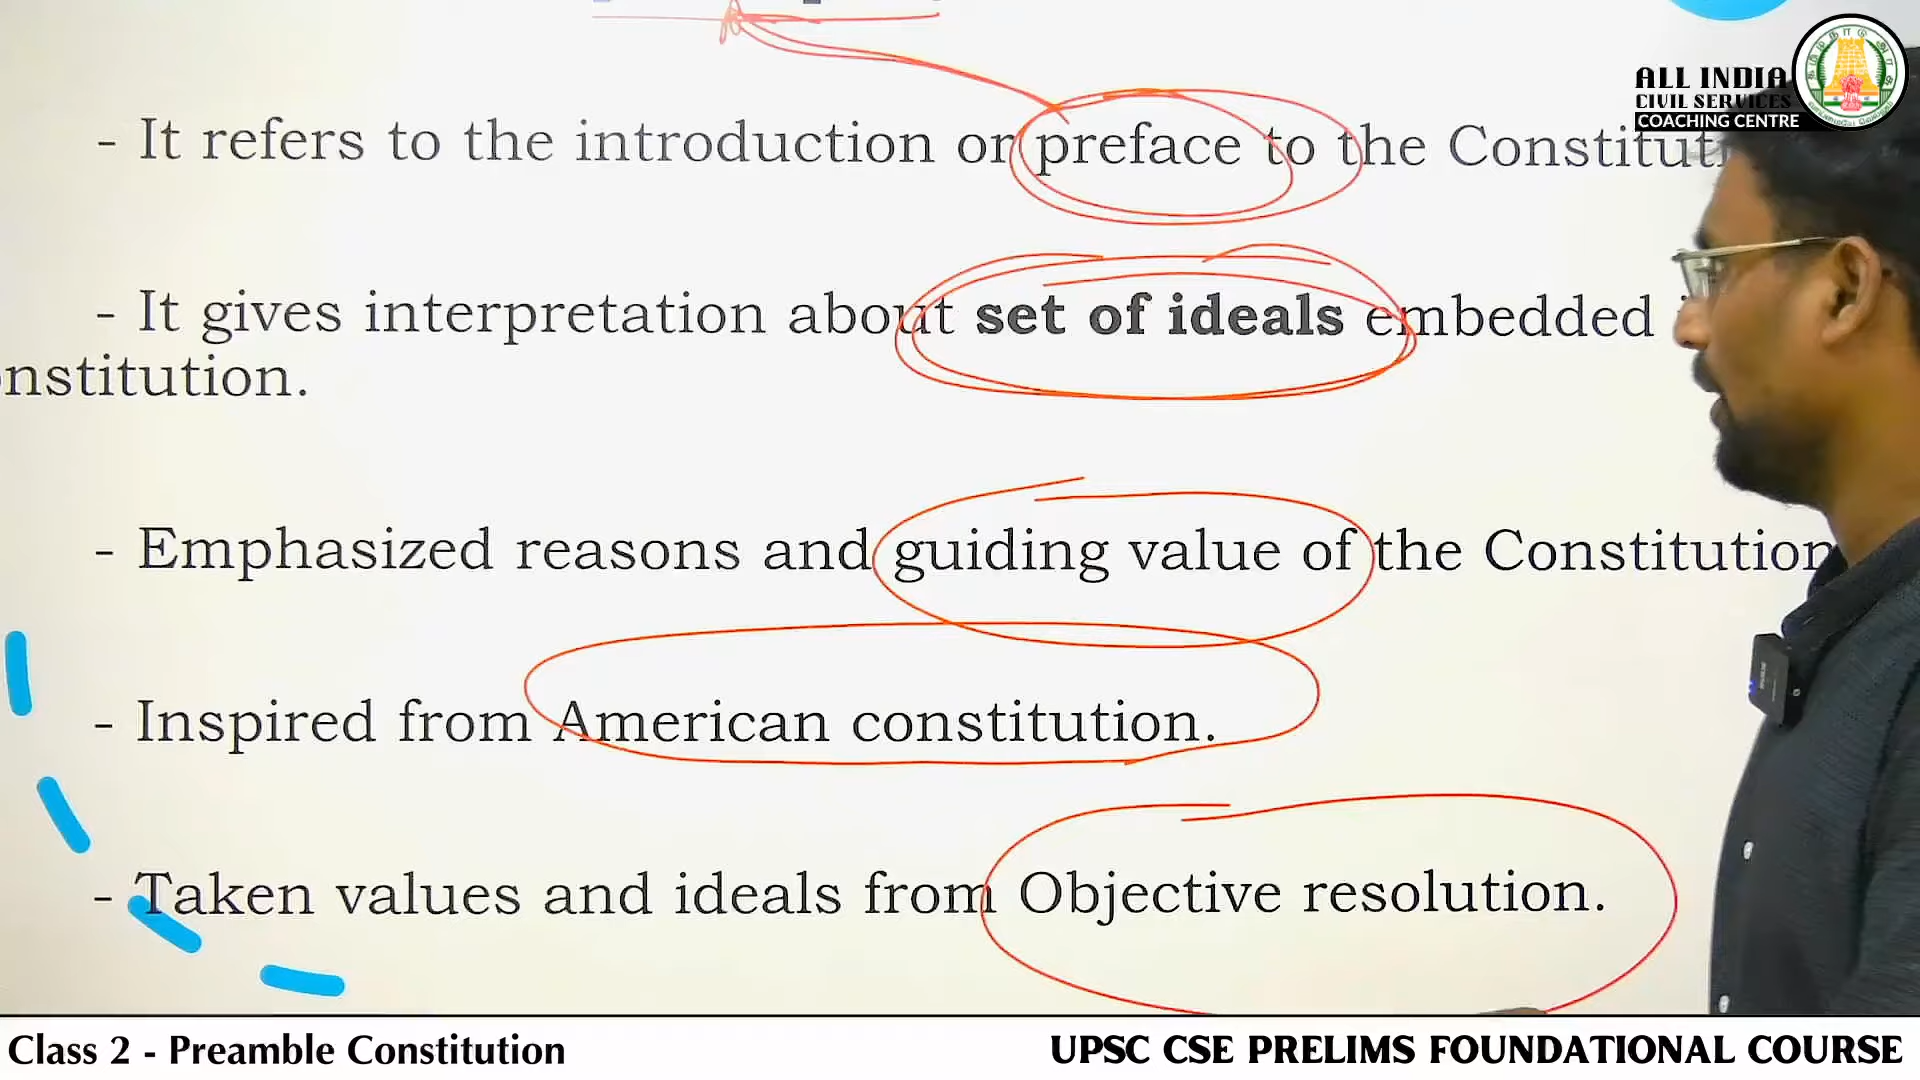 ALL INDIA
CIVIL SERVICES
COACHING CENTRE
- It refers to the introduction or preface to the
- It gives interpretation about set of ideals embedded
- Emphasized reasons and guiding value of the Constitution
- Inspired from American constitution.
- Taken values and ideals from Objective resolution.
Class 2 - Preamble Constitution
UPSC CSE PRELIMS FOUNDATIONAL COURSE